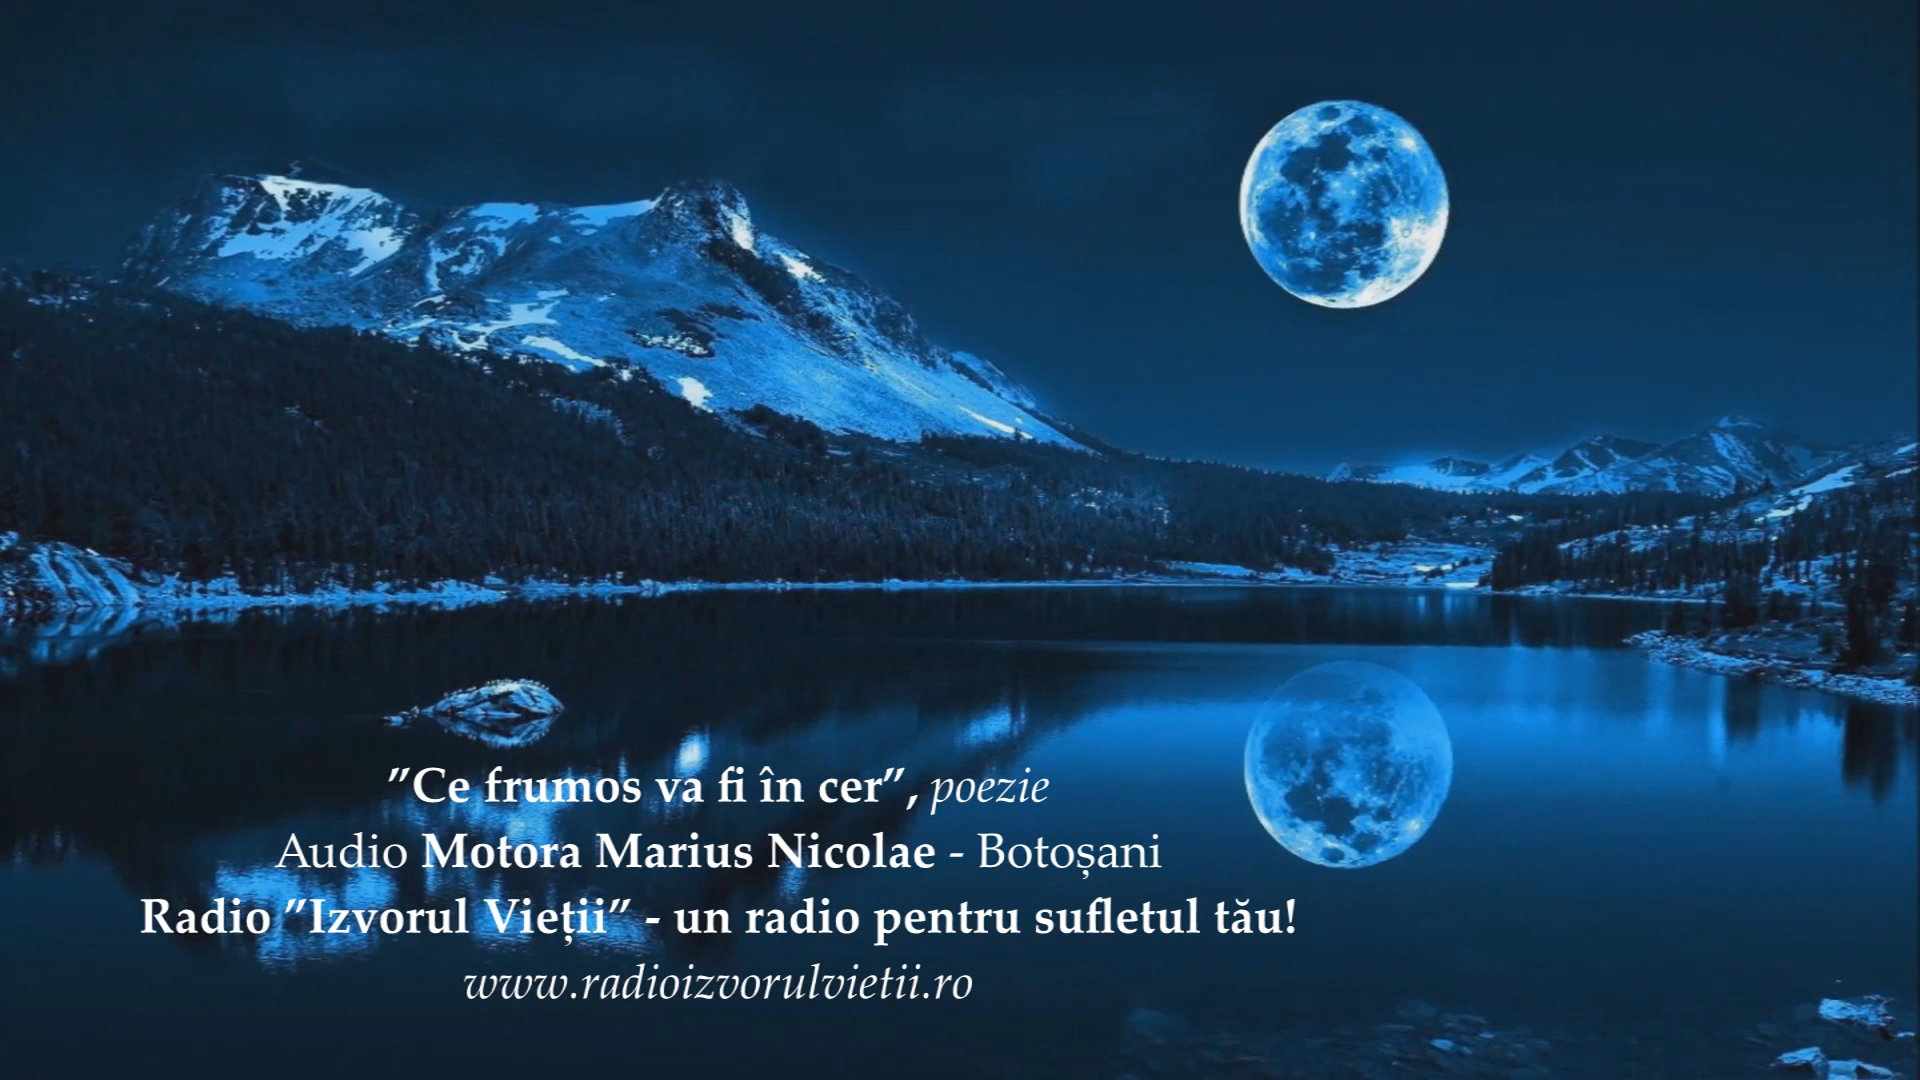 ”Ce frumos va fi în cer”, poezie
Audio Motora Marius Nicolae - Botoșani
Radio ”Izvorul Vieții” - un radio pentru sufletul tău!
www.radioizvorulvietii.ro